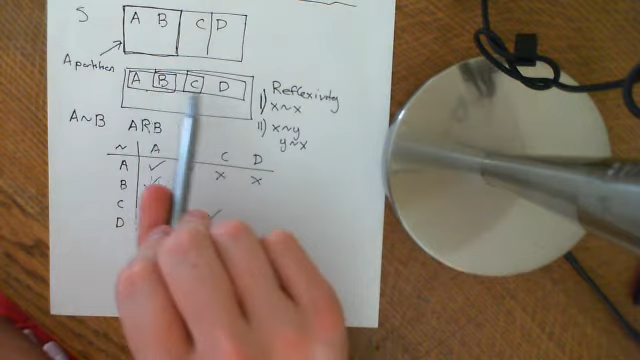 S
A B C D
A partition
A B C D
Reflexivity
i) x~x
A~B ARB
ii) x~y
y~x
~ A C D
A ✓ x x
B ✓
C
D ✓